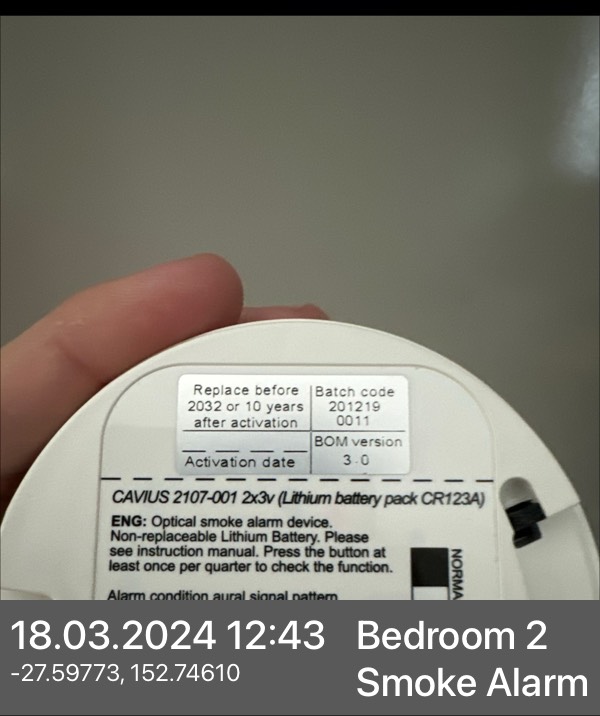 Replace before
2032 or 10 years
after activation
Activation date
Batch code
201219
0011
BOM version
3.0
CAVIUS 2107-001 2x3v (Lithium battery pack CR123A)
ENG: Optical smoke alarm device.
Non-replaceable Lithium Battery. Please
see instruction manual. Press the button at
least once per quarter to check the function.
Alarm condition aural signal pattern
NORMA
18.03.2024 12:43
-27.59773, 152.74610
Bedroom 2
Smoke Alarm